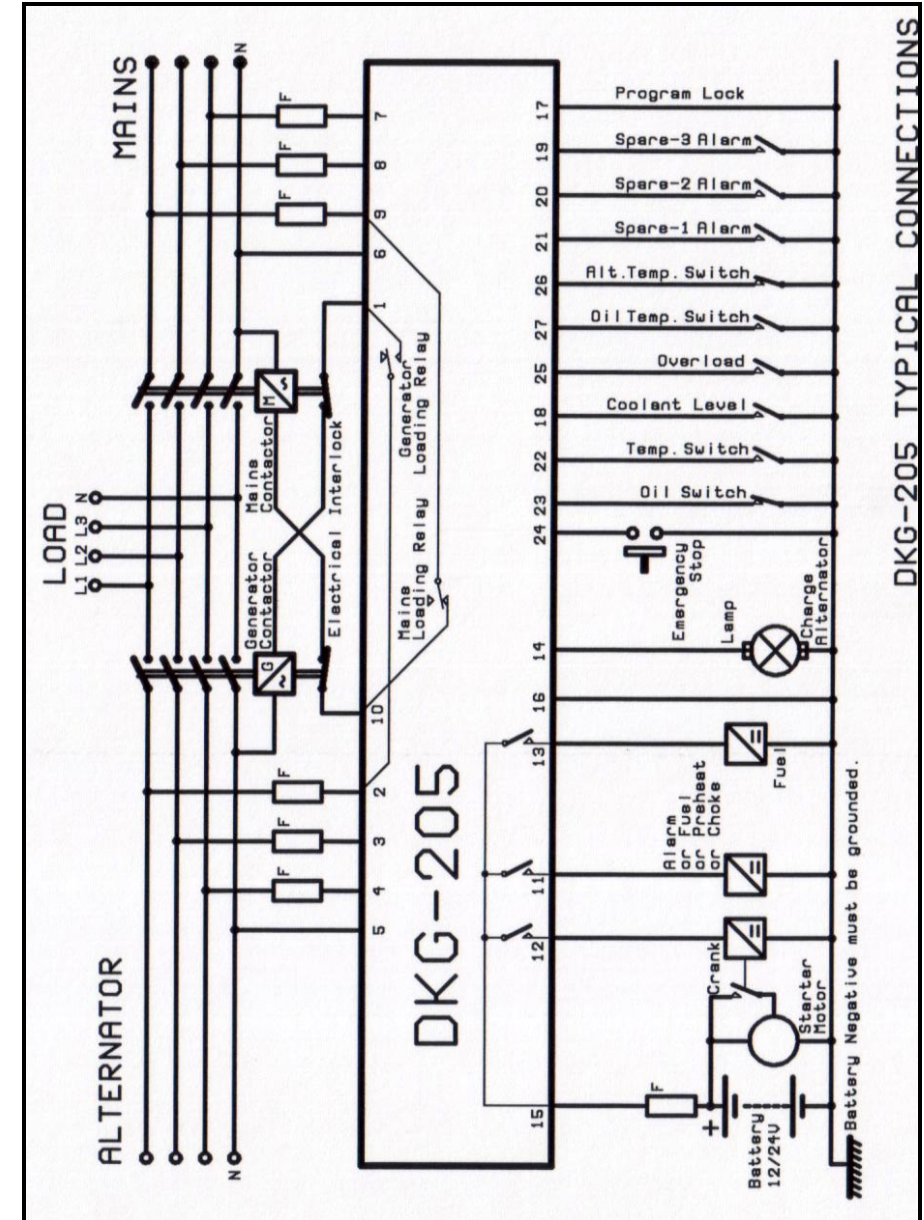 MAINS
N
F
F
F
7
8
9
6
1
LOAD
L1
L2
L3
N
Mains
Contactor
M
Generator
Contactor
G
Electrical Interlock
Generator
Loading Relay
Mains
Loading Relay
10
2
3
4
5
F
F
F
ALTERNATOR
N
DKG-205
17
Program Lock
19
Spare-3 Alarm
20
Spare-2 Alarm
21
Spare-1 Alarm
26
Alt.Temp. Switch
27
Oil Temp. Switch
25
Overload
18
Coolant Level
22
Temp. Switch
23
Oil Switch
24
Emergency
Stop
14
Lamp
Charge
Alternator
16
13
Fuel
11
Alarm
or Fuel
or Preheat
or Choke
12
Crank
Starter
Motor
15
F
+
Battery
12/24V
Battery Negative must be grounded.
DKG-205 TYPICAL CONNECTIONS